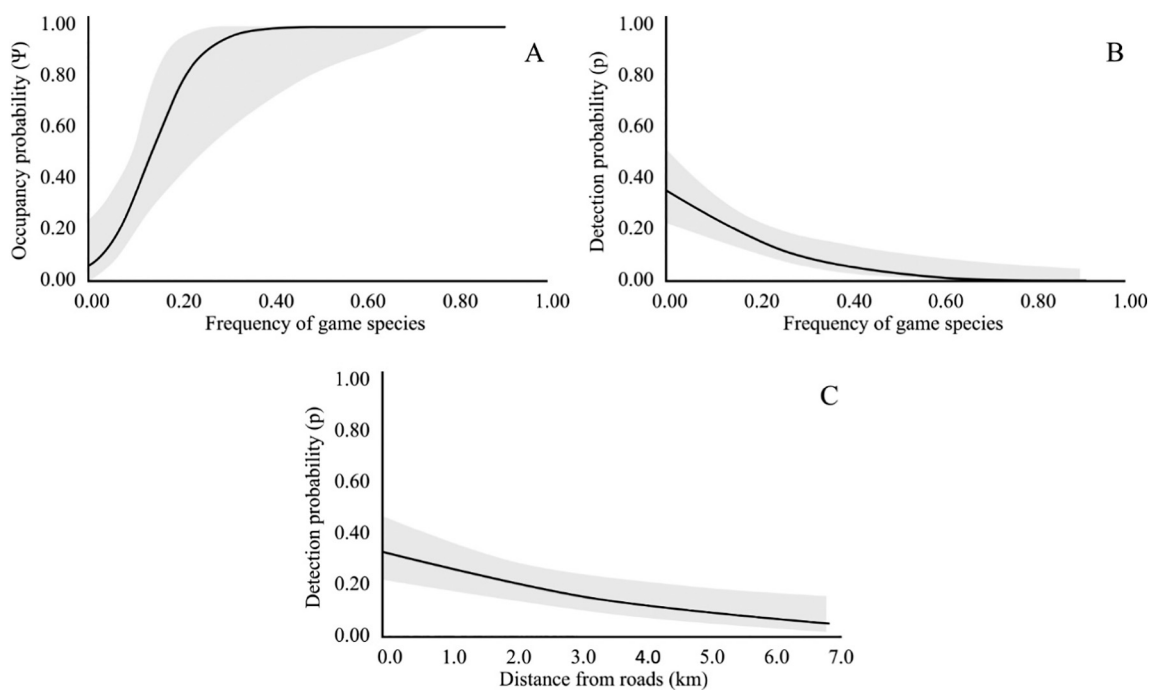 A
Occupancy probability (Ψ)
1.00
0.80
0.60
0.40
0.20
0.00
0.00 0.20 0.40 0.60 0.80 1.00
Frequency of game species
B
Detection probability (p)
1.00
0.80
0.60
0.40
0.20
0.00
0.00 0.20 0.40 0.60 0.80 1.00
Frequency of game species
C
Detection probability (p)
1.00
0.80
0.60
0.40
0.20
0.00
0.0 1.0 2.0 3.0 4.0 5.0 6.0 7.0
Distance from roads (km)